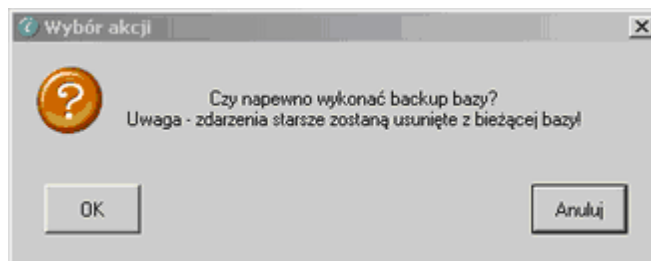 Wybór akcji
Czy napewno wykonać backup bazy?
Uwaga - zdarzenia starsze zostaną usunięte z bieżącej bazy!
OK
Anuluj